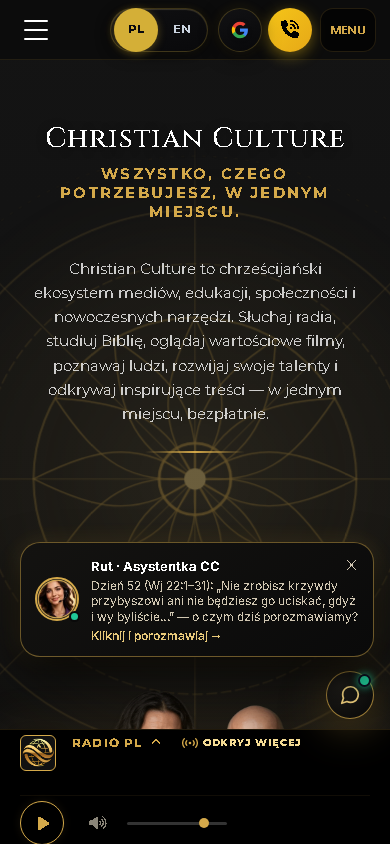 PL
EN
MENU
Christian Culture
WSZYSTKO, CZEGO
POTRZEBUJESZ, W JEDNYM
MIEJSCU.
Christian Culture to chrześcijański
ekosystem mediów, edukacji, społeczności i
nowoczesnych narzędzi. Słuchaj radia,
studiuj Biblię, oglądaj wartościowe filmy,
poznawaj ludzi, rozwijaj swoje talenty i
odkrywaj inspirujące treści — w jednym
miejscu, bezpłatnie.
Rut · Asystentka CC
Dzień 52 (Wj 22:1–31): „Nie zrobisz krzywdy
przybyszowi ani nie będziesz go uciskać, gdyż
i wy byliście…” — o czym dziś porozmawiamy?
Kliknij i porozmawiaj →
RADIO PL
ODKRYJ WIĘCEJ